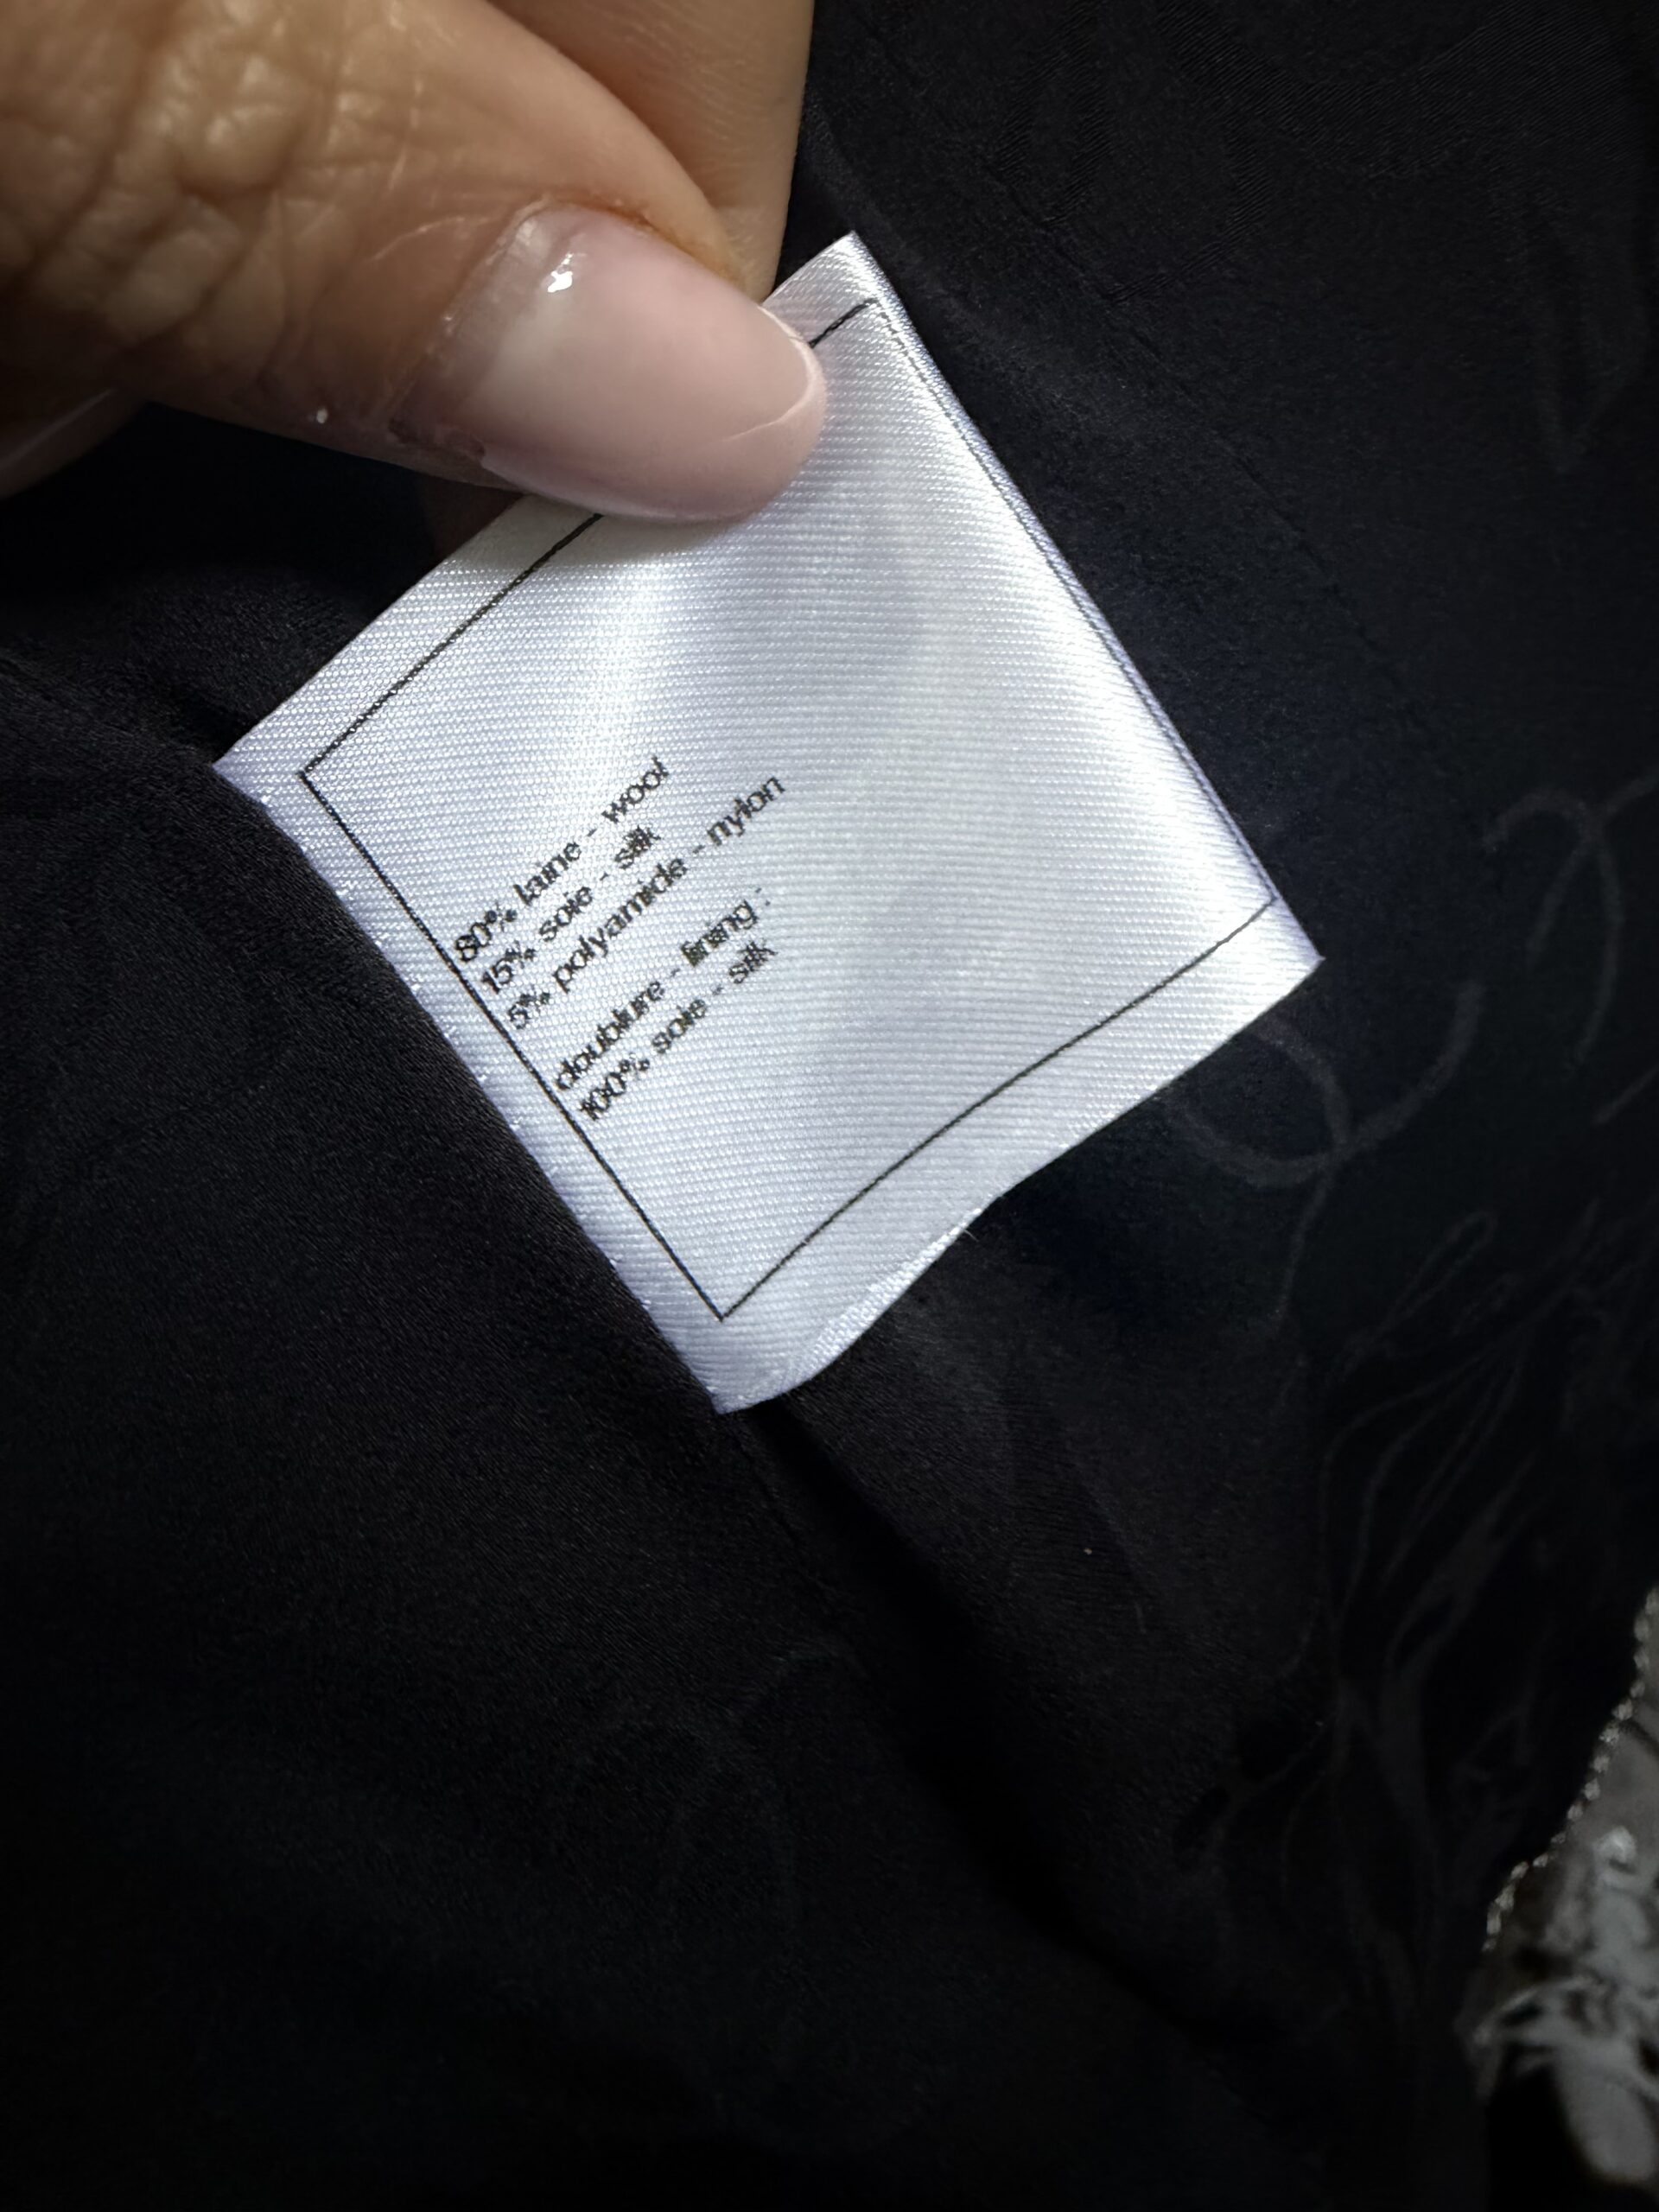 80% laine - wool
15% soie - silk
5% polyamide - nylon
doublure - lining :
100% soie - silk